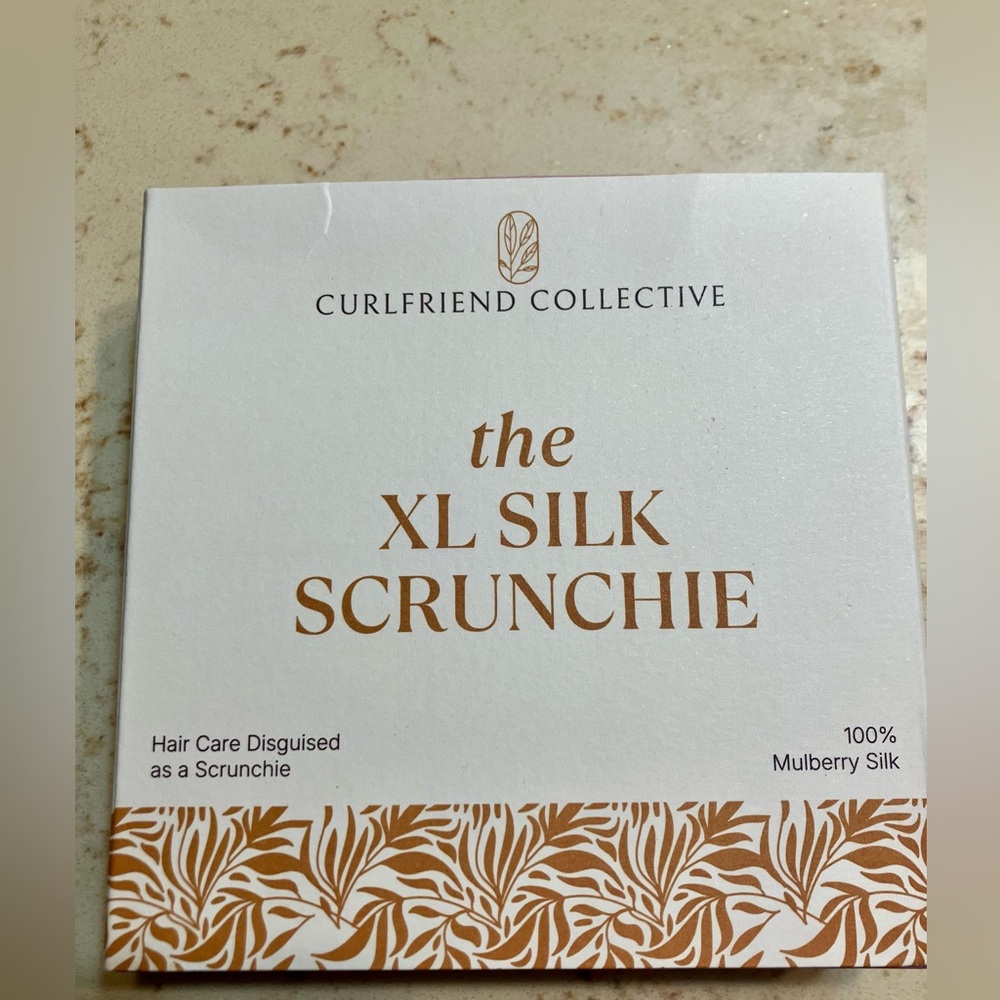 CURLFRIEND COLLECTIVE
the
XL SILK
SCRUNCHIE
Hair Care Disguised
as a Scrunchie
100%
Mulberry Silk